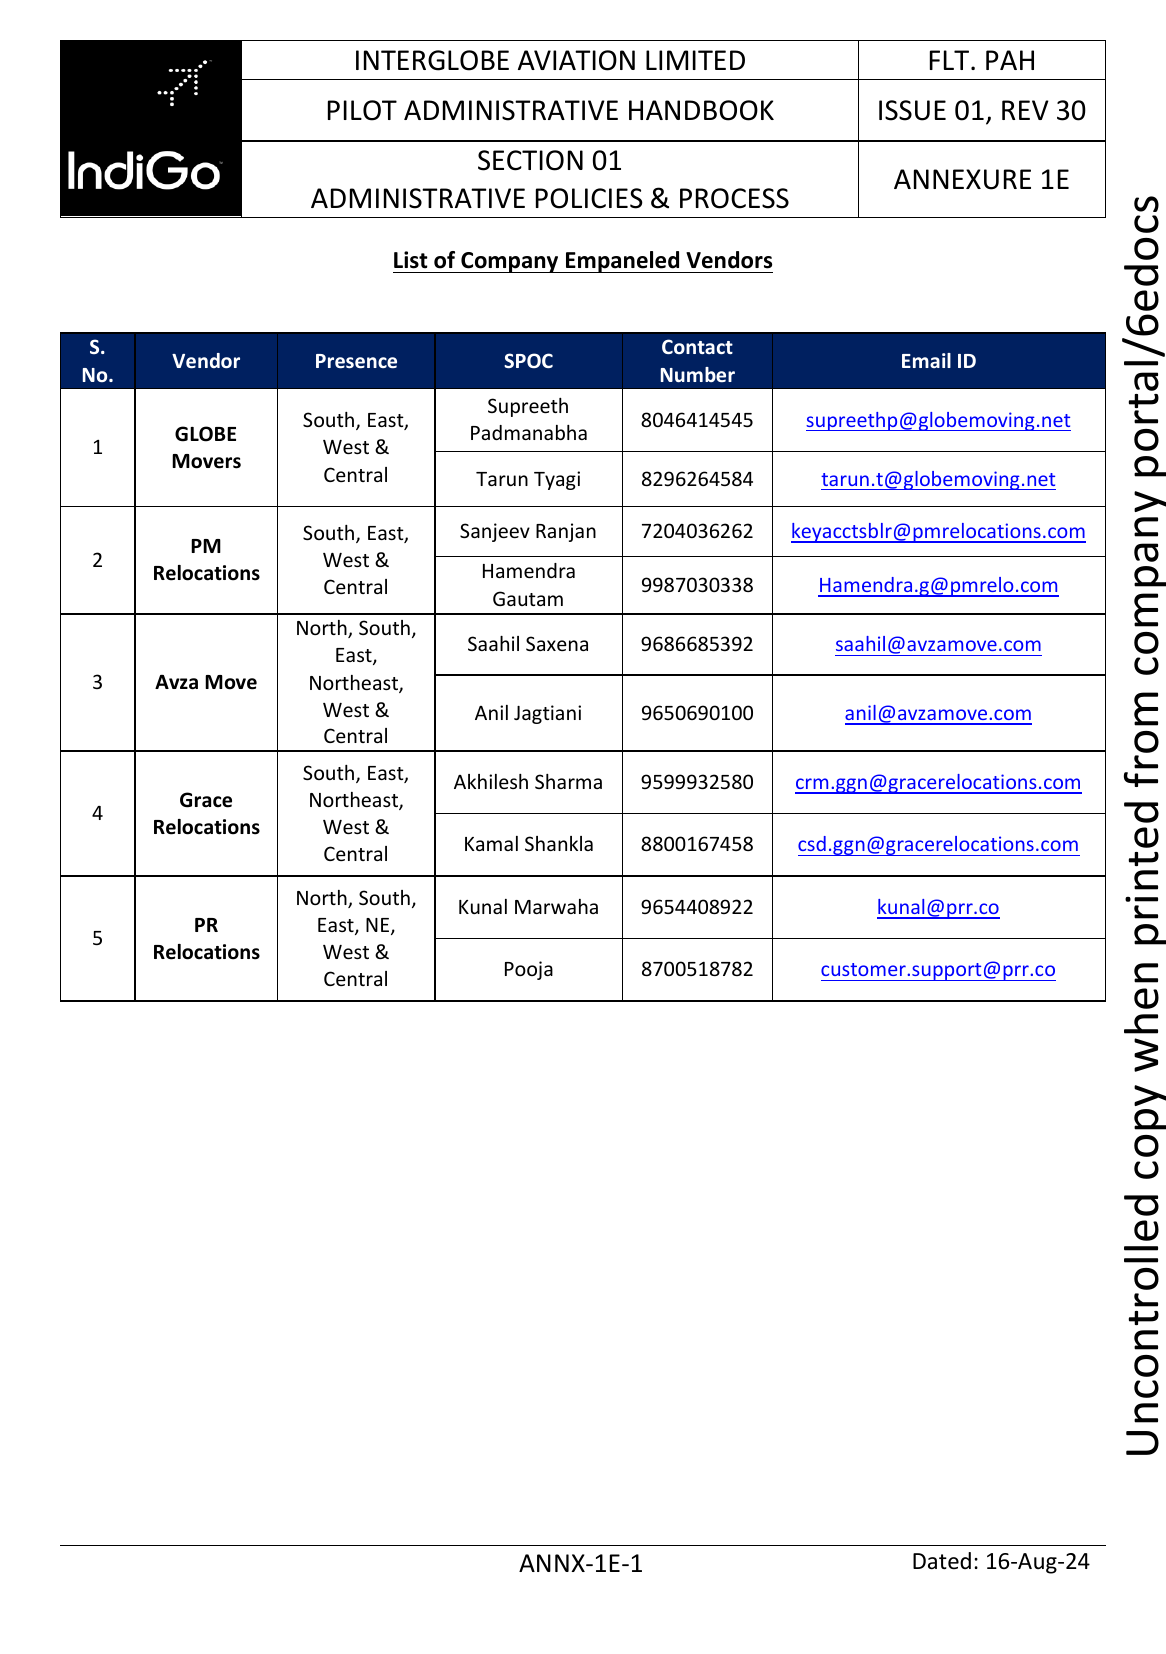 IndiGo
INTERGLOBE AVIATION LIMITED
FLT. PAH
PILOT ADMINISTRATIVE HANDBOOK
ISSUE 01, REV 30
SECTION 01
ADMINISTRATIVE POLICIES & PROCESS
ANNEXURE 1E
List of Company Empaneled Vendors
S.
No.
Vendor
Presence
SPOC
Contact
Number
Email ID
1
GLOBE
Movers
South, East,
West &
Central
Supreeth
Padmanabha
8046414545
supreethp@globemoving.net
Tarun Tyagi
8296264584
tarun.t@globemoving.net
2
PM
Relocations
South, East,
West &
Central
Sanjeev Ranjan
7204036262
keyacctsblr@pmrelocations.com
Hamendra
Gautam
9987030338
Hamendra.g@pmrelo.com
3
Avza Move
North, South,
East,
Northeast,
West &
Central
Saahil Saxena
9686685392
saahil@avzamove.com
Anil Jagtiani
9650690100
anil@avzamove.com
4
Grace
Relocations
South, East,
Northeast,
West &
Central
Akhilesh Sharma
9599932580
crm.ggn@gracerelocations.com
Kamal Shankla
8800167458
csd.ggn@gracerelocations.com
5
PR
Relocations
North, South,
East, NE,
West &
Central
Kunal Marwaha
9654408922
kunal@prr.co
Pooja
8700518782
customer.support@prr.co
ANNX-1E-1
Dated: 16-Aug-24
Uncontrolled copy when printed from company portal/6edocs